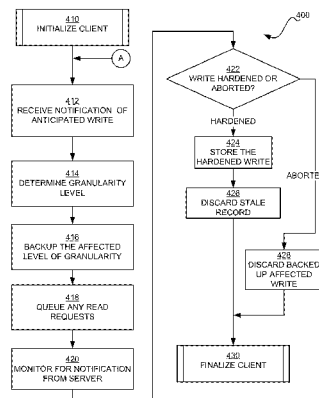 400
410
INITIALIZE CLIENT
A
412
RECEIVE NOTIFICATION OF
ANTICIPATED WRITE
414
DETERMINE GRANULARITY
LEVEL
416
BACKUP THE AFFECTED
LEVEL OF GRANULARITY
418
QUEUE ANY READ
REQUESTS
420
MONITOR FOR NOTIFICATION
FROM SERVER
422
WRITE HARDENED OR
ABORTED?
HARDENED
424
STORE THE
HARDENED WRITE
426
DISCARD STALE
RECORD
ABORTE
428
DISCARD BACKED
UP AFFECTED
WRITE
430
FINALIZE CLIENT